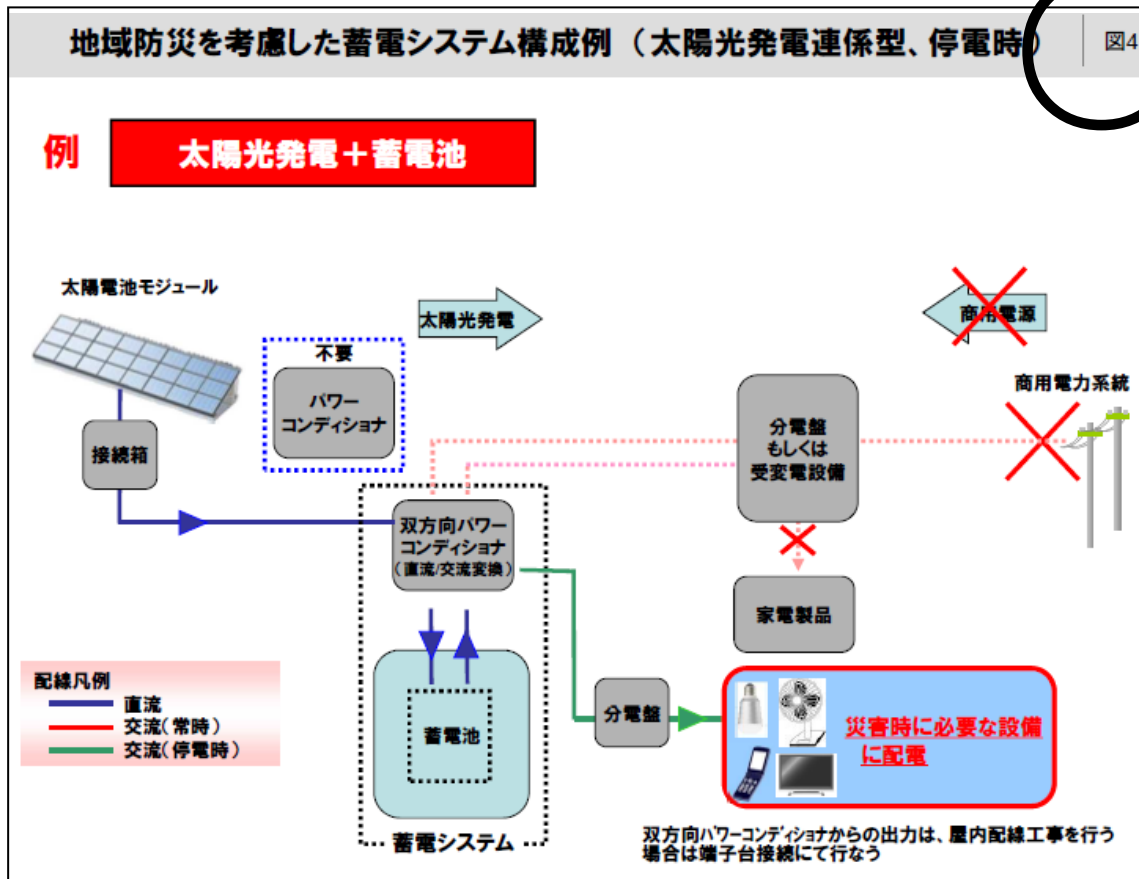 地域防災を考慮した蓄電システム構成例（太陽光発電連係型、停電時）
図4
例
太陽光発電＋蓄電池
太陽電池モジュール
太陽光発電
商用電源
不要
パワー
コンディショナ
商用電力系統
接続箱
分電盤
もしくは
受変電設備
双方向パワー
コンディショナ
（直流/交流変換）
家電製品
配線凡例
直流
交流(常時)
交流(停電時)
蓄電池
分電盤
災害時に必要な設備
に配電
蓄電システム
双方向パワーコンディショナからの出力は、屋内配線工事を行う
場合は端子台接続にて行なう